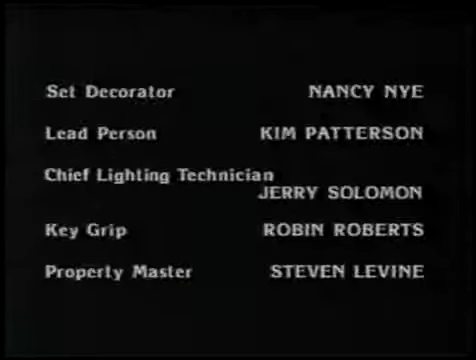 Set Decorator NANCY NYE
Lead Person KIM PATTERSON
Chief Lighting Technician
JERRY SOLOMON
Key Grip ROBIN ROBERTS
Property Master STEVEN LEVINE